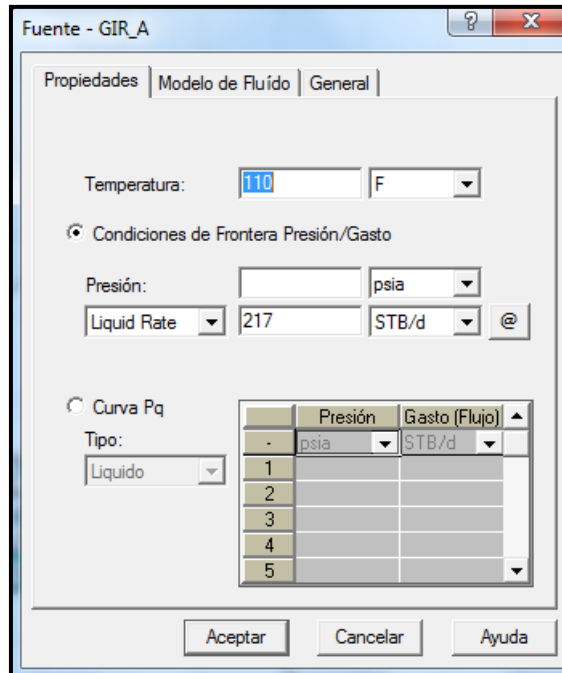 Fuente - GIR_A
?
X
Propiedades
Modelo de Fluído
General
Temperatura:
110
F
Condiciones de Frontera Presión/Gasto
Presión:
psia
Liquid Rate
217
STB/d
@
Curva Pq
Tipo:
Liquido
Presión
Gasto (Flujo)
-
psia
STB/d
1
2
3
4
5
Aceptar
Cancelar
Ayuda